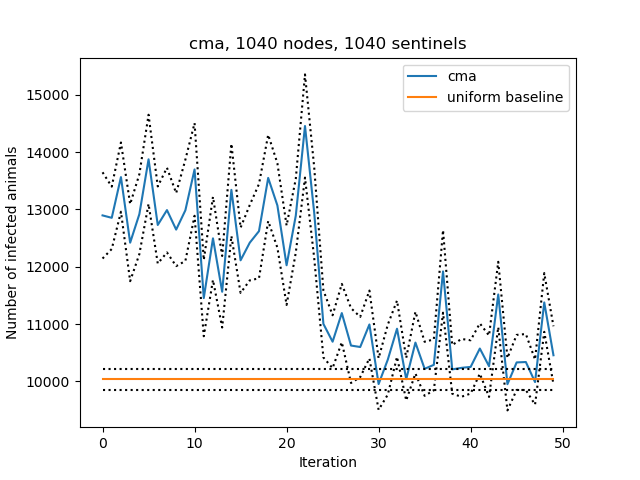 cma, 1040 nodes, 1040 sentinels
cma
uniform baseline
Number of infected animals
15000
14000
13000
12000
11000
10000
0 10 20 30 40 50
Iteration